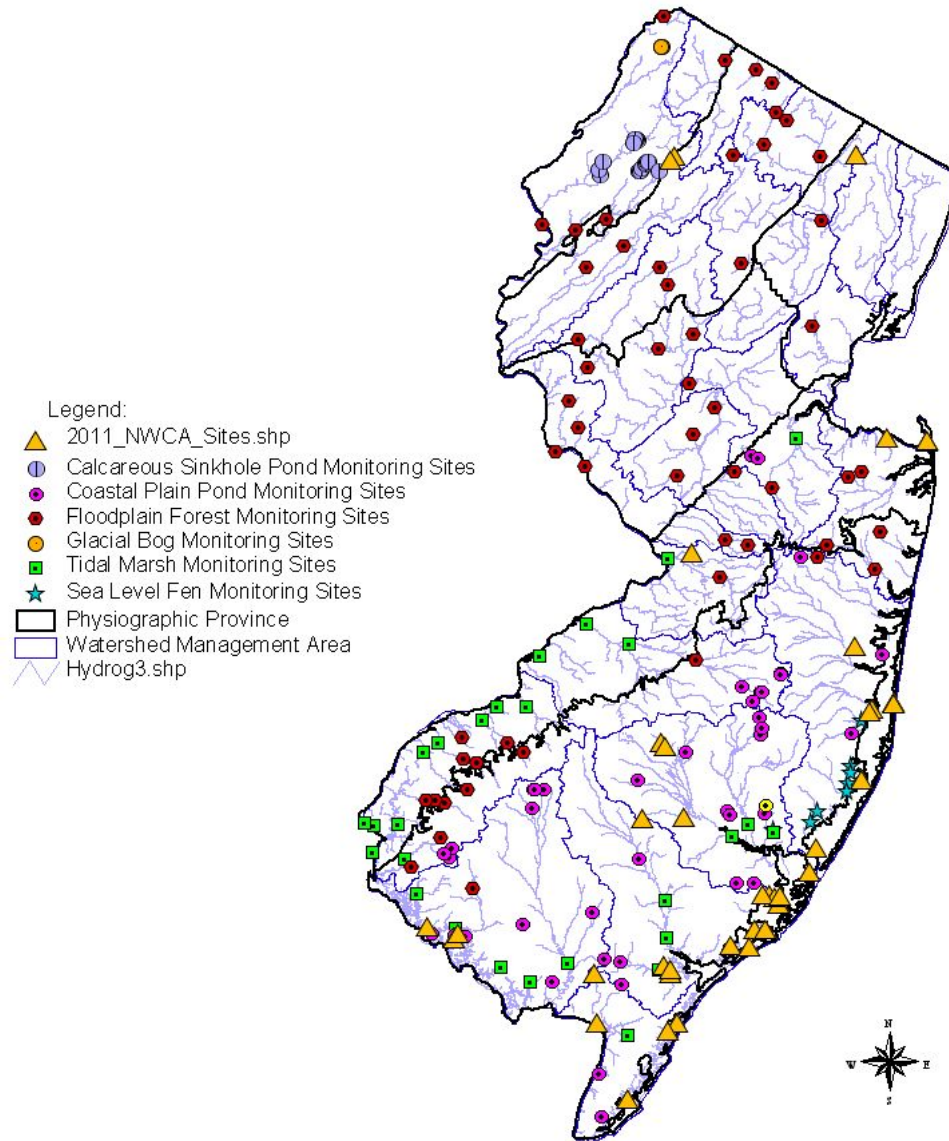 Legend:
2011_NWCA_Sites.shp
Calcareous Sinkhole Pond Monitoring Sites
Coastal Plain Pond Monitoring Sites
Floodplain Forest Monitoring Sites
Glacial Bog Monitoring Sites
Tidal Marsh Monitoring Sites
Sea Level Fen Monitoring Sites
Physiographic Province
Watershed Management Area
Hydrog3.shp
N
W E
S